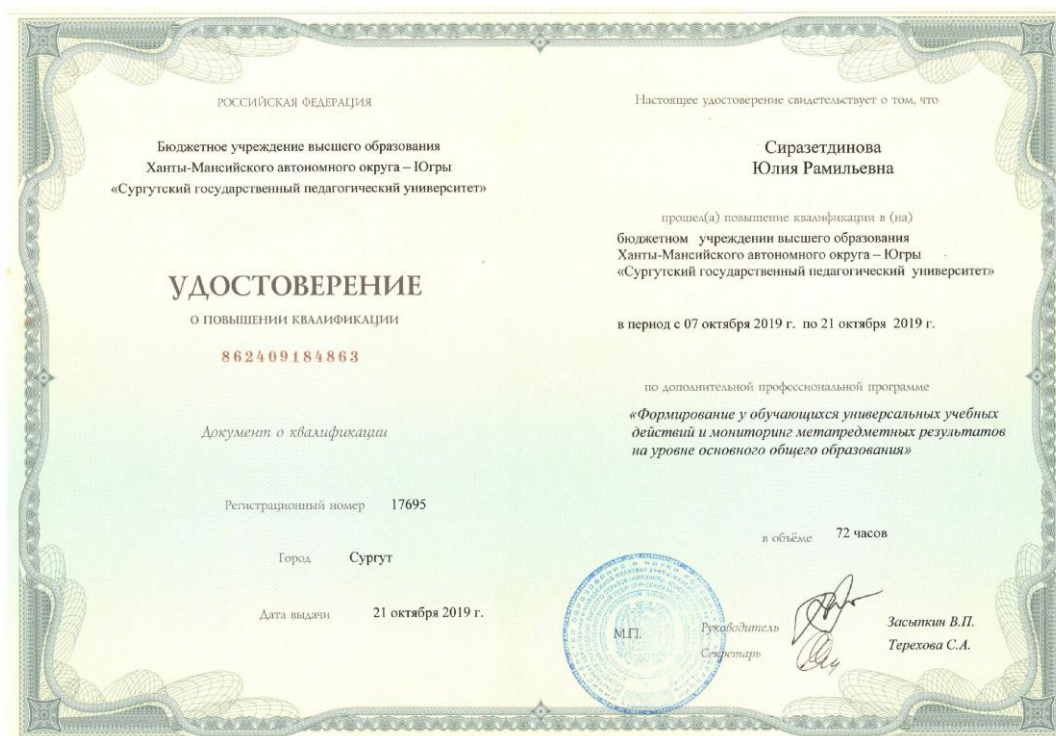 РОССИЙСКАЯ ФЕДЕРАЦИЯ
Бюджетное учреждение высшего образования
Ханты-Мансийского автономного округа – Югры
«Сургутский государственный педагогический университет»
УДОСТОВЕРЕНИЕ
О ПОВЫШЕНИИ КВАЛИФИКАЦИИ
862409184863
Документ о квалификации
Регистрационный номер 17695
Город Сургут
Дата выдачи 21 октября 2019 г.
Настоящее удостоверение свидетельствует о том, что
Сиразетдинова
Юлия Рамильевна
прошел(а) повышение квалификации в (на)
бюджетном учреждении высшего образования
Ханты-Мансийского автономного округа – Югры
«Сургутский государственный педагогический университет»
в период с 07 октября 2019 г. по 21 октября 2019 г.
по дополнительной профессиональной программе
«Формирование у обучающихся универсальных учебных
действий и мониторинг метапредметных результатов
на уровне основного общего образования»
в объёме 72 часов
М.П.
Руководитель Засыпкин В.П.
Секретарь Терехова С.А.